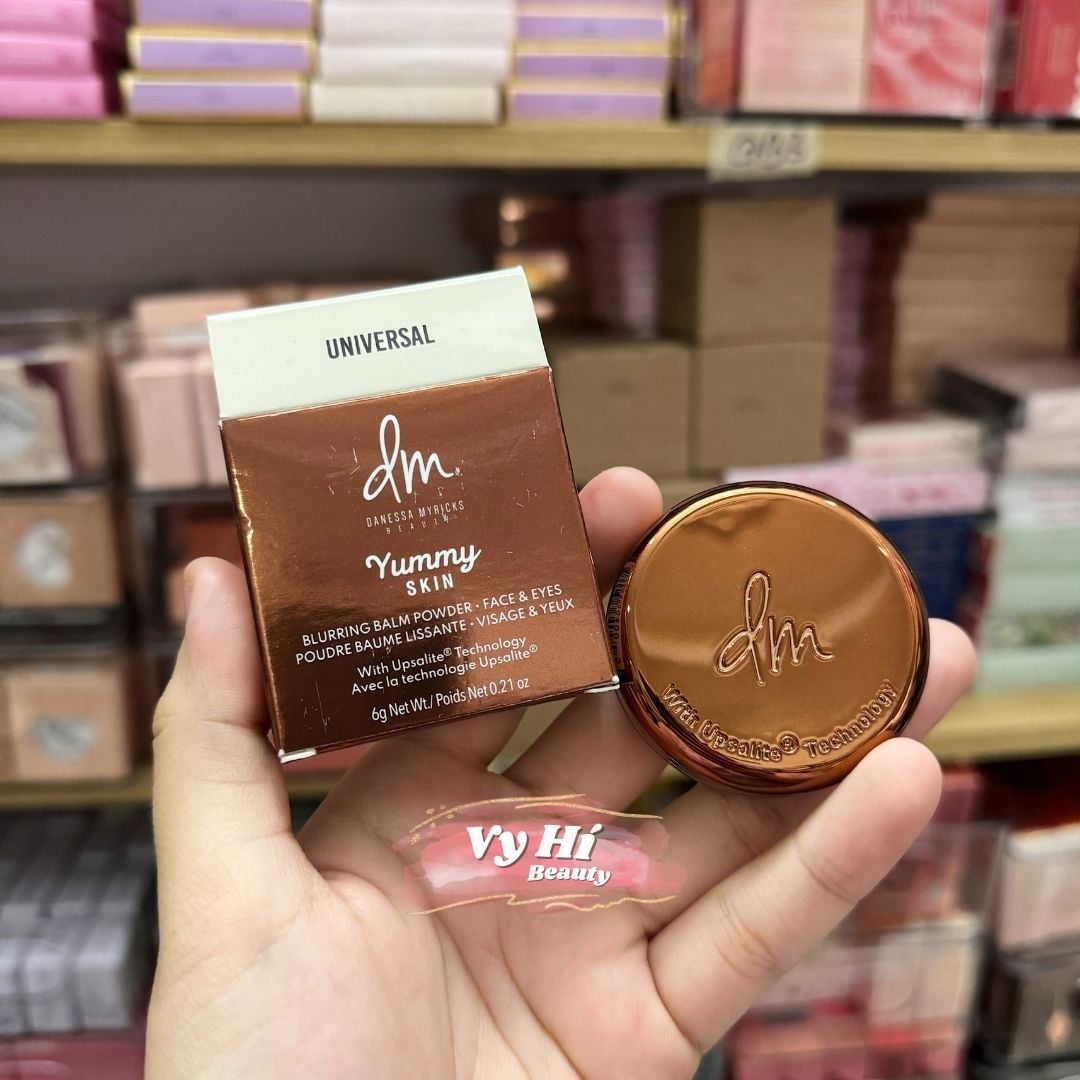 UNIVERSAL
dm
DANESSA MYRICKS
BEAUTY
Yummy
SKIN
BLURRING BALM POWDER · FACE & EYES
POUDRE BAUME LISSANTE · VISAGE & YEUX
With Upsalite® Technology
Avec la technologie Upsalite®
6g Net Wt./ Poids Net 0.21 oz
dm
With Upsalite® Technology
Vy Hí
Beauty